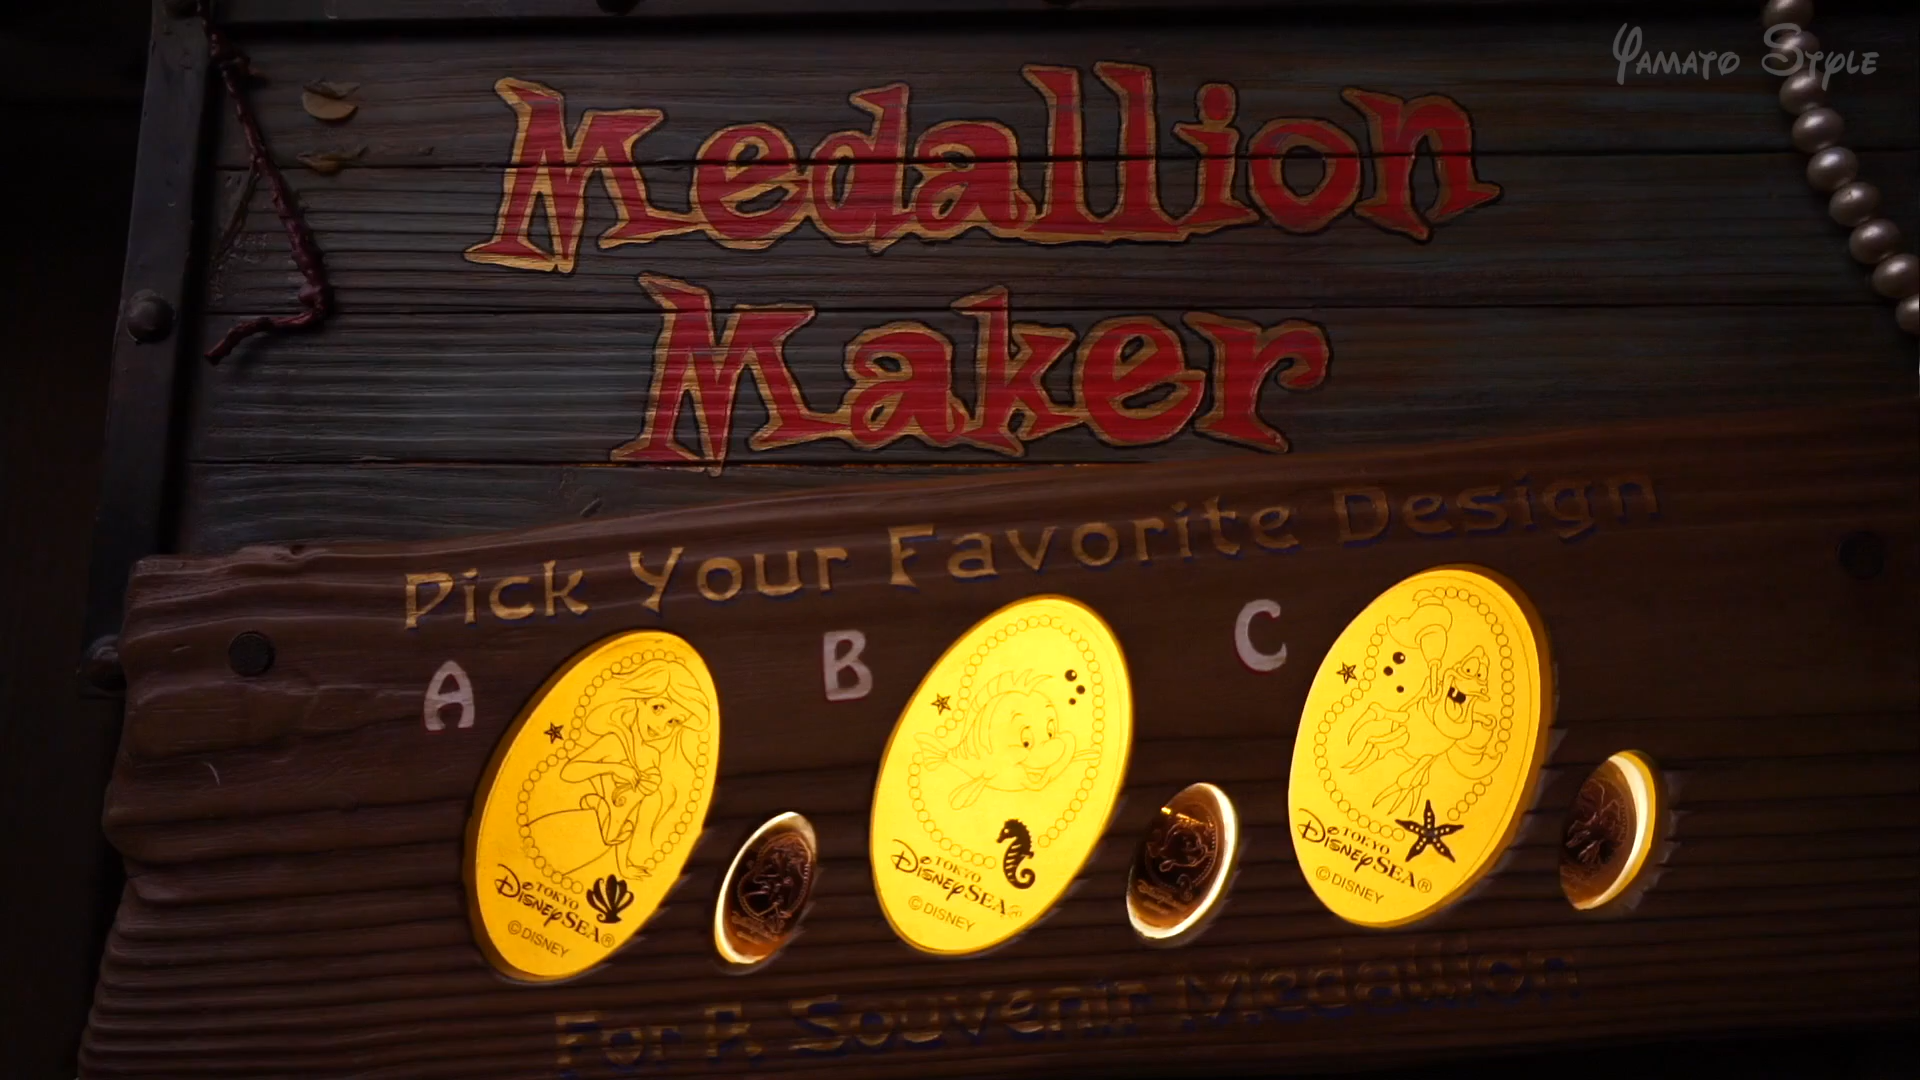 Yamato Style
Medallion
Maker
Pick Your Favorite Design
A
B
C
TOKYO
DISNEYSEA®
©DISNEY
TOKYO
DISNEYSEA®
©DISNEY
TOKYO
DISNEYSEA®
©DISNEY
For A Souvenir Medallion